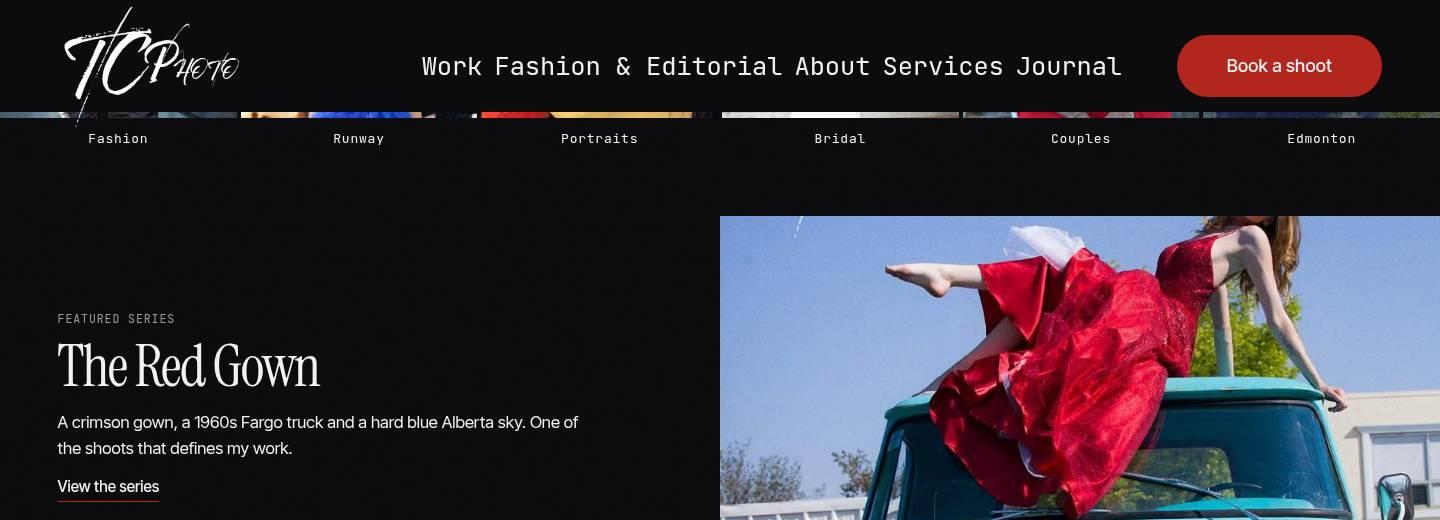 TCPHOTO
Work Fashion & Editorial About Services Journal
Book a shoot
Fashion Runway Portraits Bridal Couples Edmonton
FEATURED SERIES
The Red Gown
A crimson gown, a 1960s Fargo truck and a hard blue Alberta sky. One of
the shoots that defines my work.
View the series